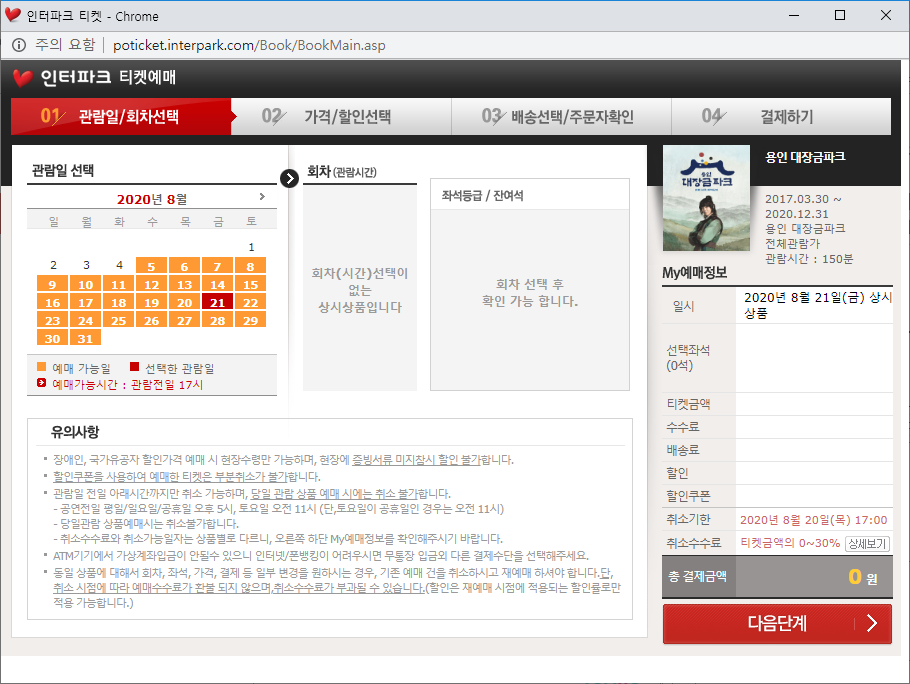 인터파크 티켓 - Chrome
주의 요함 | poticket.interpark.com/Book/BookMain.asp
인터파크 티켓예매
01 관람일/회차선택
02 가격/할인선택
03 배송선택/주문자확인
04 결제하기
관람일 선택
2020년 8월
일 월 화 수 목 금 토
1
2 3 4 5 6 7 8
9 10 11 12 13 14 15
16 17 18 19 20 21 22
23 24 25 26 27 28 29
30 31
예매 가능일 선택한 관람일
예매가능시간 : 관람전일 17시
회차 (관람시간)
회차(시간)선택이
없는
상시상품입니다
좌석등급 / 잔여석
회차 선택 후
확인 가능 합니다.
유의사항
장애인, 국가유공자 할인가격 예매 시 현장수령만 가능하며, 현장에 증빙서류 미지참시 할인 불가합니다.
할인쿠폰을 사용하여 예매한 티켓은 부분취소가 불가합니다.
관람일 전일 아래시간까지만 취소 가능하며, 당일 관람 상품 예매 시에는 취소 불가합니다.
- 공연전일 평일/일요일/공휴일 오후 5시, 토요일 오전 11시 (단,토요일이 공휴일인 경우는 오전 11시)
- 당일관람 상품예매시는 취소불가합니다.
- 취소수수료와 취소가능일자는 상품별로 다르니, 오른쪽 하단 My예매정보를 확인해주시기 바랍니다.
ATM기기에서 가상계좌입금이 안될수 있으니 인터넷/폰뱅킹이 어려우시면 무통장 입금외 다른 결제수단을 선택해주세요.
동일 상품에 대해서 회차, 좌석, 가격, 결제 등 일부 변경을 원하시는 경우, 기존 예매 건을 취소하시고 재예매 하셔야 합니다.단,
취소 시점에 따라 예매수수료가 환불 되지 않으며,취소수수료가 부과될 수 있습니다.(할인은 재예매 시점에 적용되는 할인률로만
적용 가능합니다.)
용인
대장금파크
용인 대장금파크
2017.03.30 ~
2020.12.31
용인 대장금파크
전체관람가
관람시간 : 150분
My예매정보
일시 2020년 8월 21일(금) 상시
상품
선택좌석
(0석)
티켓금액
수수료
배송료
할인
할인쿠폰
취소기한 2020년 8월 20일(목) 17:00
취소수수료 티켓금액의 0~30% 상세보기
총 결제금액 0 원
다음단계